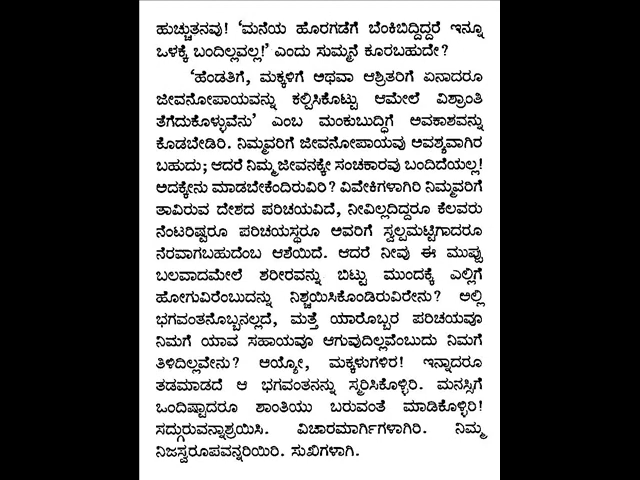 ಹುಚ್ಚುತನವು! ‘ಮನೆಯ ಹೊರಗಡೆಗೆ ಬೆಂಕಿಬಿದ್ದಿದ್ದರೆ ಇನ್ನೂ
ಒಳಕ್ಕೆ ಬಂದಿಲ್ಲವಲ್ಲ!’ ಎಂದು ಸುಮ್ಮನೆ ಕೂರಬಹುದೇ?
‘ಹೆಂಡತಿಗೆ, ಮಕ್ಕಳಿಗೆ ಅಥವಾ ಆಶ್ರಿತರಿಗೆ ಏನಾದರೂ
ಜೀವನೋಪಾಯವನ್ನು ಕಲ್ಪಿಸಿಕೊಟ್ಟು ಆಮೇಲೆ ವಿಶ್ರಾಂತಿ
ತೆಗೆದುಕೊಳ್ಳುವೆನು’ ಎಂಬ ಮಂಕುಬುದ್ಧಿಗೆ ಅವಕಾಶವನ್ನು
ಕೊಡಬೇಡಿರಿ. ನಿಮ್ಮವರಿಗೆ ಜೀವನೋಪಾಯವು ಅವಶ್ಯವಾಗಿರ
ಬಹುದು; ಆದರೆ ನಿಮ್ಮ ಜೀವನಕ್ಕೇ ಸಂಚಕಾರವು ಬಂದಿದೆಯಲ್ಲ!
ಅದಕ್ಕೇನು ಮಾಡಬೇಕೆಂದಿರುವಿರಿ? ವಿವೇಕಿಗಳಾಗಿರಿ ನಿಮ್ಮವರಿಗೆ
ತಾವಿರುವ ದೇಶದ ಪರಿಚಯವಿದೆ, ನೀವಿಲ್ಲದಿದ್ದರೂ ಕೆಲವರು
ನೆಂಟರಿಷ್ಟರೂ ಪರಿಚಯಸ್ಥರೂ ಅವರಿಗೆ ಸ್ವಲ್ಪಮಟ್ಟಿಗಾದರೂ
ನೆರವಾಗಬಹುದೆಂಬ ಆಶೆಯಿದೆ. ಆದರೆ ನೀವು ಈ ಮುಪ್ಪು
ಬಲವಾದಮೇಲೆ ಶರೀರವನ್ನು ಬಿಟ್ಟು ಮುಂದಕ್ಕೆ ಎಲ್ಲಿಗೆ
ಹೋಗುವಿರೆಂಬುದನ್ನು ನಿಶ್ಚಯಿಸಿಕೊಂಡಿರುವಿರೇನು? ಅಲ್ಲಿ
ಭಗವಂತನೊಬ್ಬನಲ್ಲದೆ, ಮತ್ತೆ ಯಾರೊಬ್ಬರ ಪರಿಚಯವೂ
ನಿಮಗೆ ಯಾವ ಸಹಾಯವೂ ಆಗುವುದಿಲ್ಲವೆಂಬುದು ನಿಮಗೆ
ತಿಳಿದಿಲ್ಲವೇನು? ಅಯ್ಯೋ, ಮಕ್ಕಳುಗಳಿರ! ಇನ್ನಾದರೂ
ತಡಮಾಡದೆ ಆ ಭಗವಂತನನ್ನು ಸ್ಮರಿಸಿಕೊಳ್ಳಿರಿ. ಮನಸ್ಸಿಗೆ
ಒಂದಿಷ್ಟಾದರೂ ಶಾಂತಿಯು ಬರುವಂತೆ ಮಾಡಿಕೊಳ್ಳಿರಿ!
ಸದ್ಗುರುವನ್ನಾಶ್ರಯಿಸಿ. ವಿಚಾರಮಾರ್ಗಿಗಳಾಗಿರಿ. ನಿಮ್ಮ
ನಿಜಸ್ವರೂಪವನ್ನರಿಯಿರಿ. ಸುಖಿಗಳಾಗಿ.